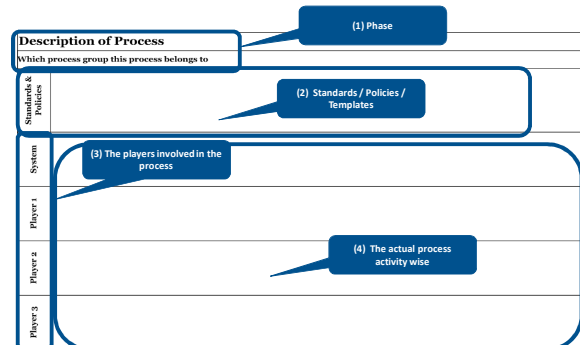 (1) Phase
Description of Process
Which process group this process belongs to
Standards &
Policies
(2) Standards / Policies /
Templates
System
(3) The players involved in the
process
Player 1
Player 2
(4) The actual process
activity wise
Player 3